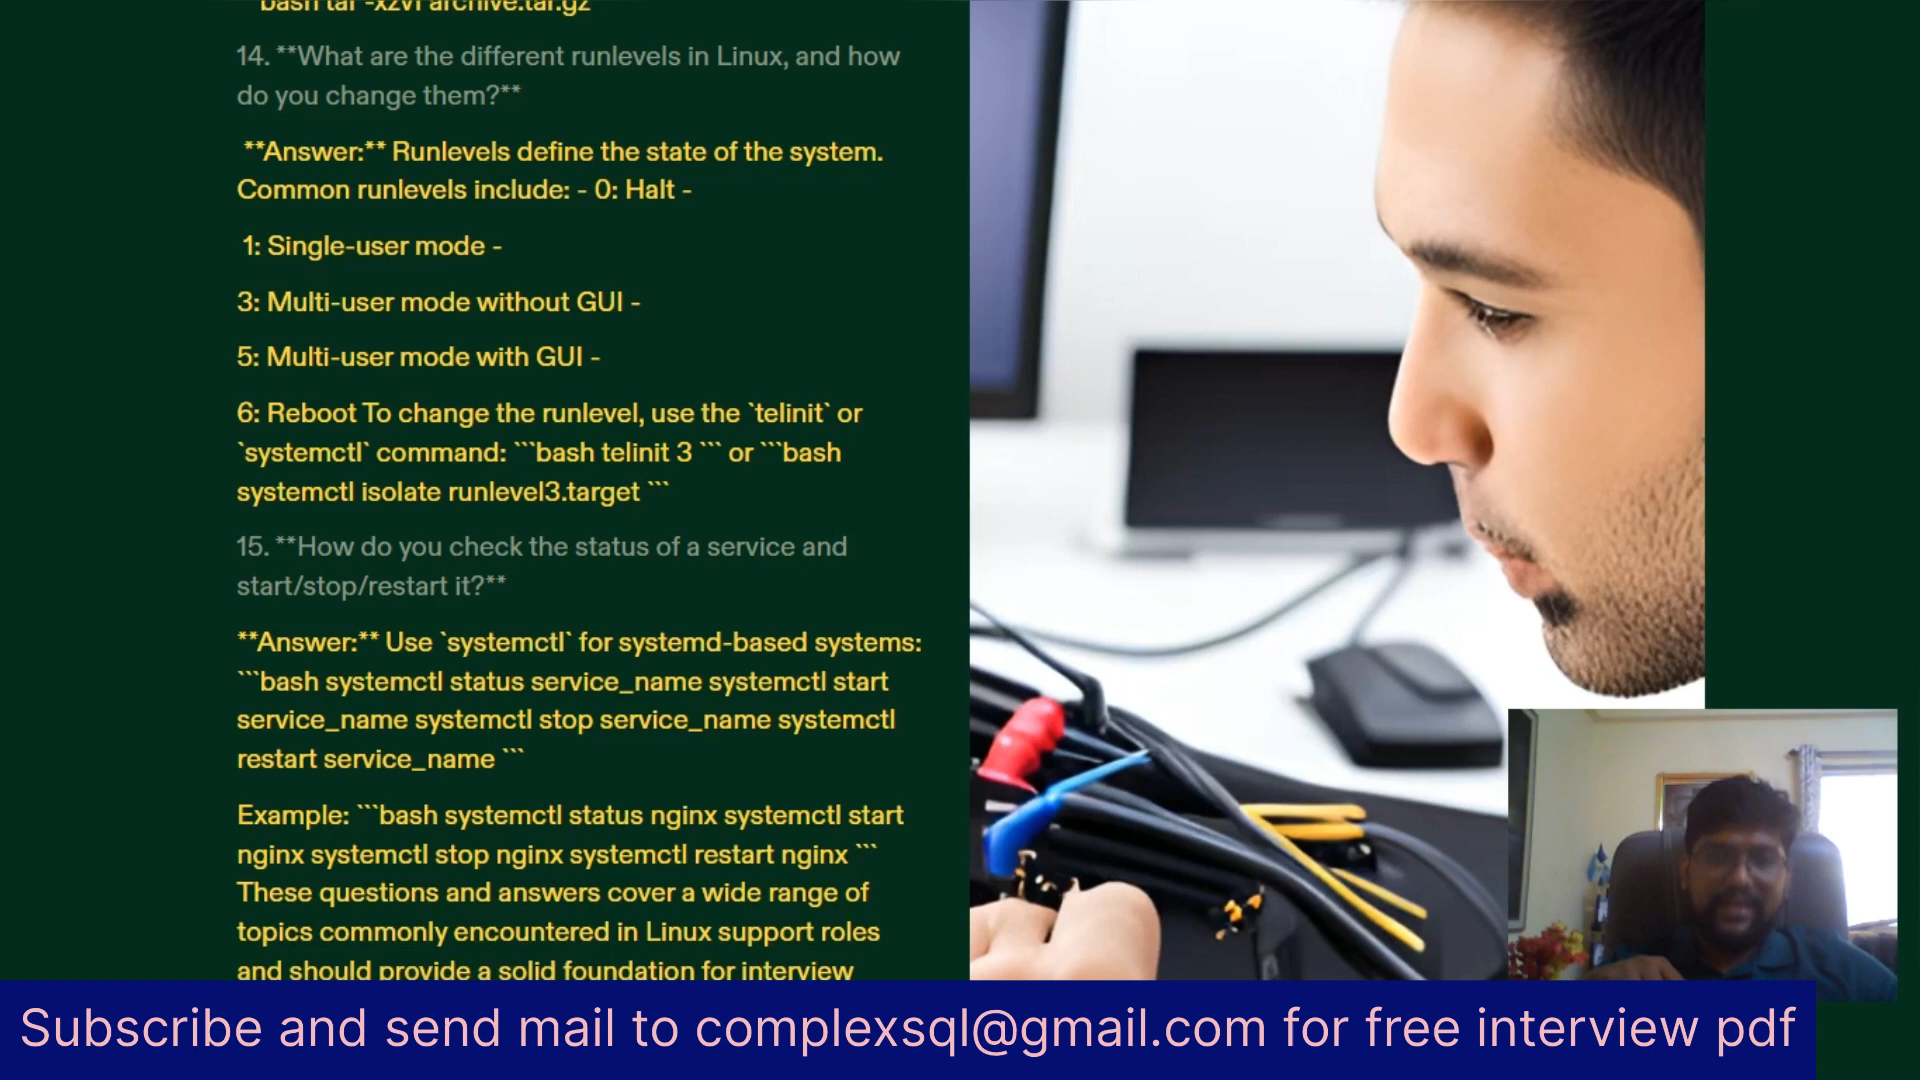 bash tar -xzvf archive.tar.gz
14. **What are the different runlevels in Linux, and how
do you change them?**
**Answer:** Runlevels define the state of the system.
Common runlevels include: - 0: Halt -
1: Single-user mode -
3: Multi-user mode without GUI -
5: Multi-user mode with GUI -
6: Reboot To change the runlevel, use the `telinit` or
`systemctl` command: ```bash telinit 3 ``` or ```bash
systemctl isolate runlevel3.target ```
15. **How do you check the status of a service and
start/stop/restart it?**
**Answer:** Use `systemctl` for systemd-based systems:
```bash systemctl status service_name systemctl start
service_name systemctl stop service_name systemctl
restart service_name ```
Example: ```bash systemctl status nginx systemctl start
nginx systemctl stop nginx systemctl restart nginx ```
These questions and answers cover a wide range of
topics commonly encountered in Linux support roles
and should provide a solid foundation for interview
Subscribe and send mail to complexsql@gmail.com for free interview pdf